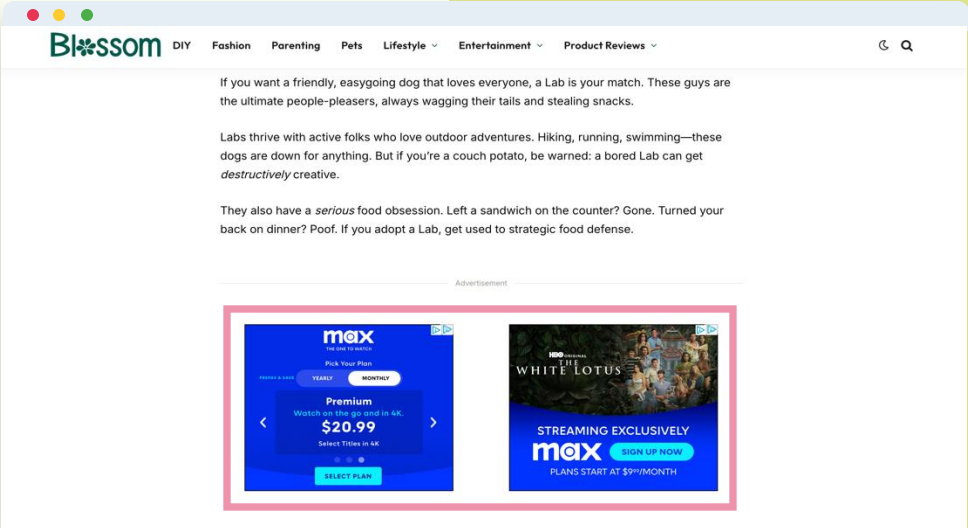 Blossom DIY Fashion Parenting Pets Lifestyle Entertainment Product Reviews
If you want a friendly, easygoing dog that loves everyone, a Lab is your match. These guys are
the ultimate people-pleasers, always wagging their tails and stealing snacks.
Labs thrive with active folks who love outdoor adventures. Hiking, running, swimming—these
dogs are down for anything. But if you're a couch potato, be warned: a bored Lab can get
destructively creative.
They also have a serious food obsession. Left a sandwich on the counter? Gone. Turned your
back on dinner? Poof. If you adopt a Lab, get used to strategic food defense.
Advertisement
max
THE ONE TO WATCH
Pick Your Plan
PREPAY & SAVE YEARLY MONTHLY
Premium
Watch on the go and in 4K.
$20.99
Select Titles in 4K
SELECT PLAN
HBO ORIGINAL
THE
WHITE LOTUS
STREAMING EXCLUSIVELY
max SIGN UP NOW
PLANS START AT $9⁹⁹/MONTH